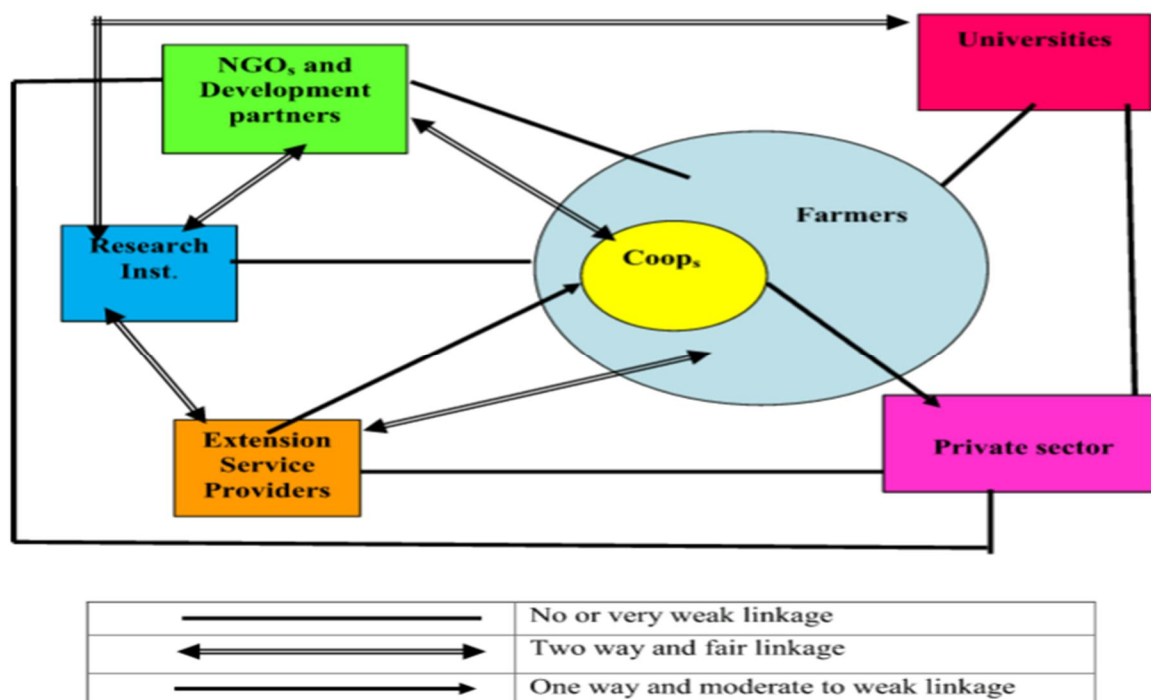 Universities
NGOs and
Development
partners
Farmers
Research
Inst.
Coops
Extension
Service
Providers
Private sector
No or very weak linkage
Two way and fair linkage
One way and moderate to weak linkage